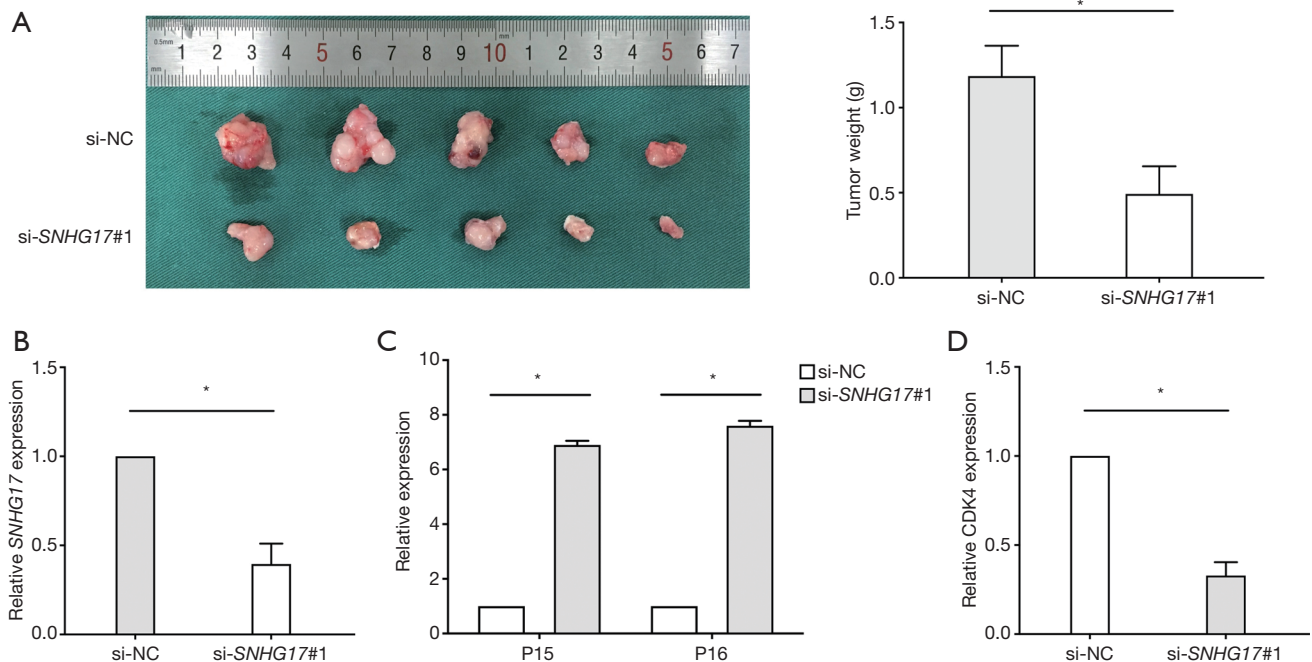 A
0.5mm
mm
1 2 3 4 5 6 7 8 9 10 1 2 3 4 5 6 7
mm
si-NC
si-SNHG17#1
*
1.5
1.0
0.5
0.0
Tumor weight (g)
si-NC
si-SNHG17#1
B
*
1.5
1.0
0.5
0.0
Relative SNHG17 expression
si-NC
si-SNHG17#1
C
*
*
10
8
6
4
2
0
Relative expression
P15
P16
si-NC
si-SNHG17#1
D
*
1.5
1.0
0.5
0.0
Relative CDK4 expression
si-NC
si-SNHG17#1